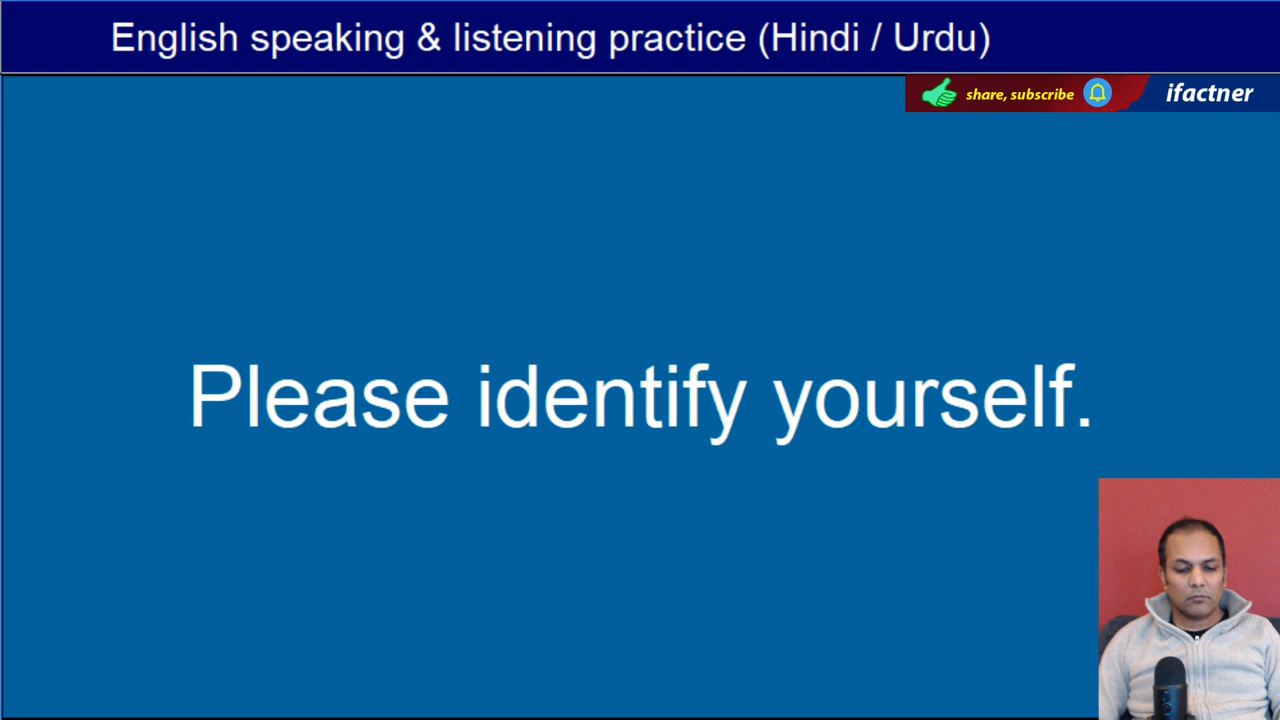 English speaking & listening practice (Hindi / Urdu)
share, subscribe
ifactner
Please identify yourself.